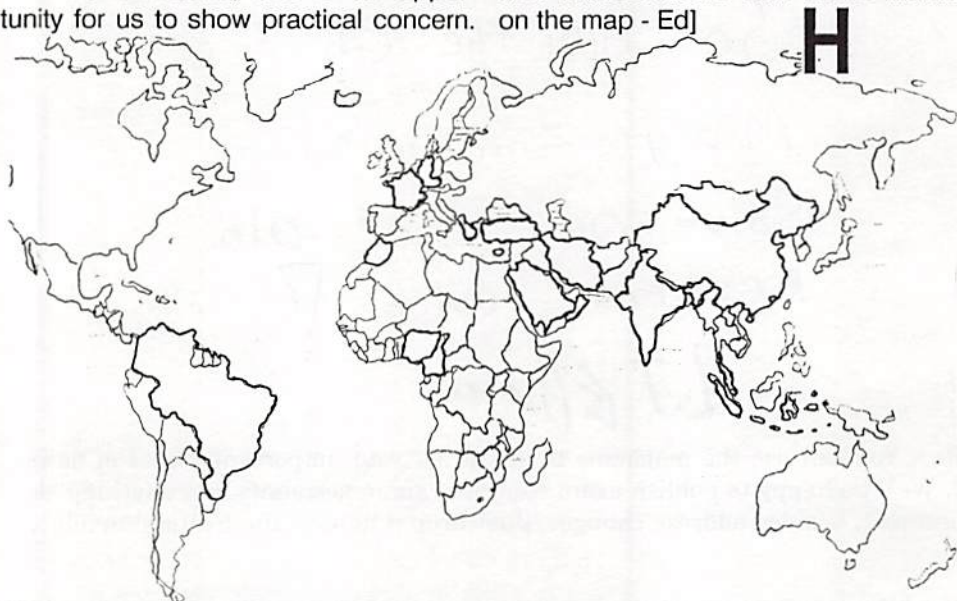 tunity for us to show practical concern. on the map - Ed]
H